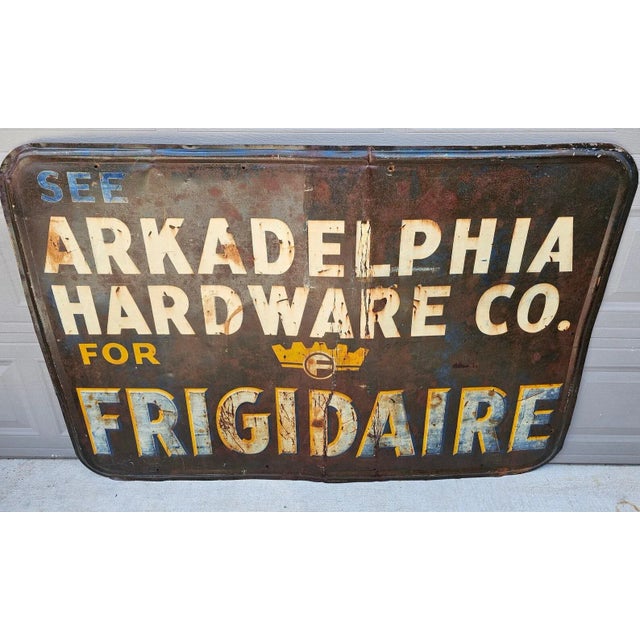 SEE
ARKADELPHIA
HARDWARE CO.
FOR
F
FRIGIDAIRE